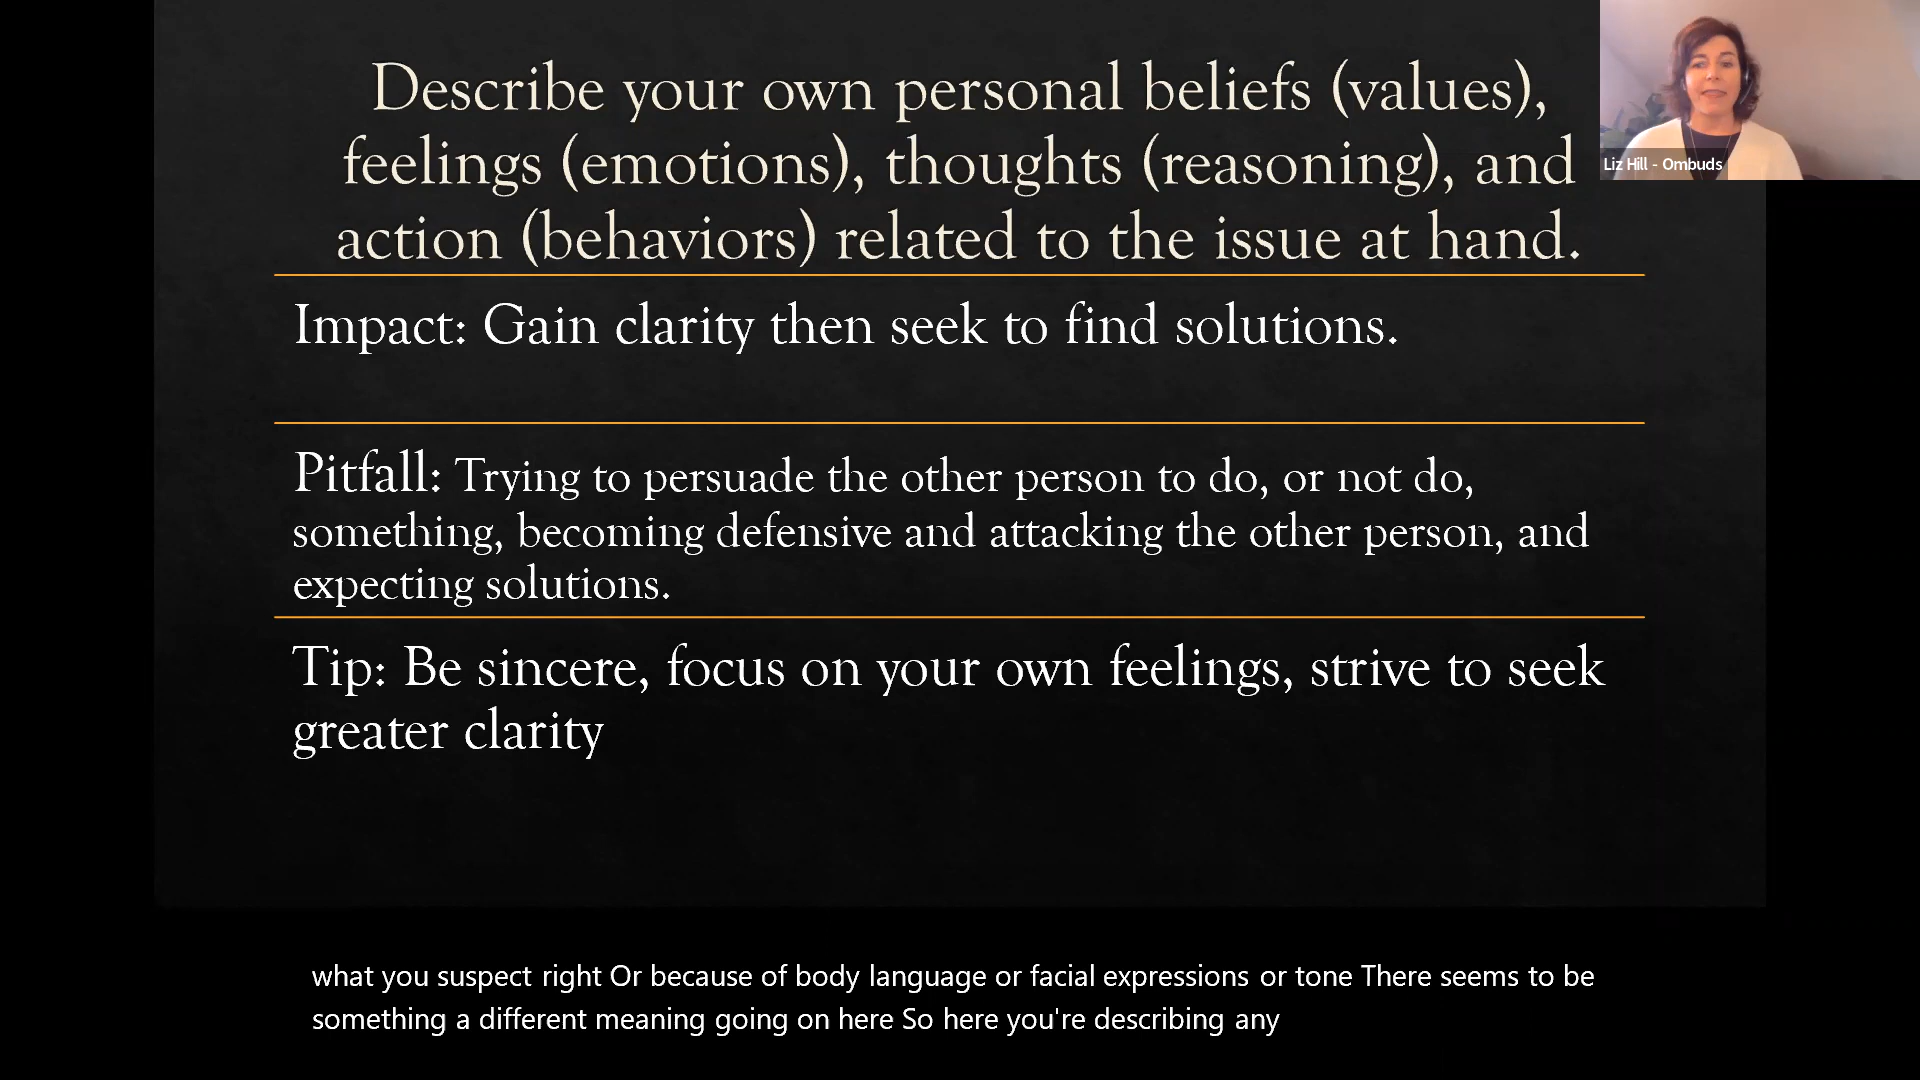 Describe your own personal beliefs (values),
feelings (emotions), thoughts (reasoning), and
action (behaviors) related to the issue at hand.
Liz Hill - Ombuds
Impact: Gain clarity then seek to find solutions.
Pitfall: Trying to persuade the other person to do, or not do,
something, becoming defensive and attacking the other person, and
expecting solutions.
Tip: Be sincere, focus on your own feelings, strive to seek
greater clarity
what you suspect right Or because of body language or facial expressions or tone There seems to be
something a different meaning going on here So here you're describing any